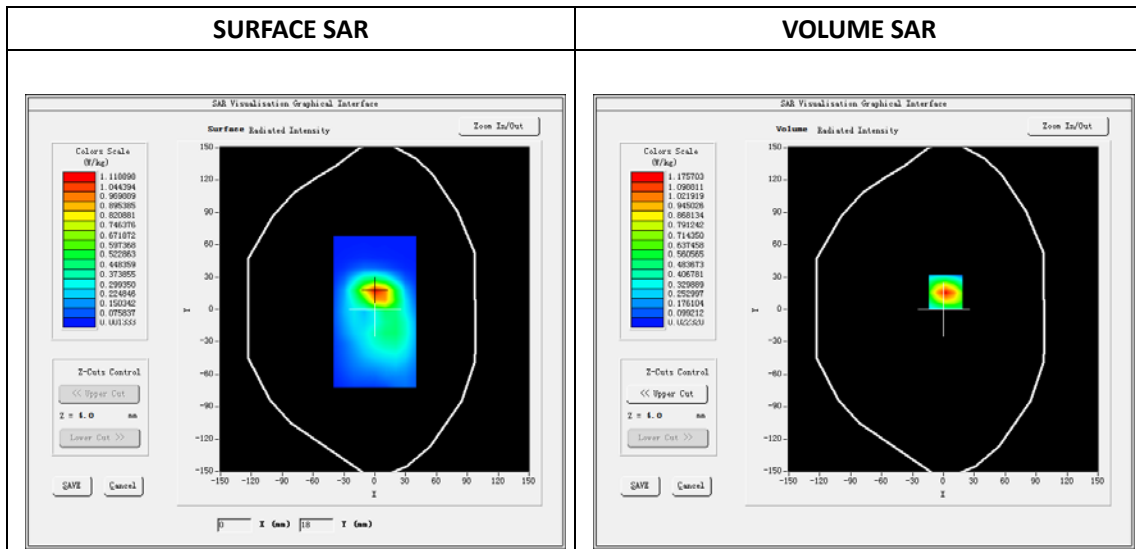 SURFACE SAR
VOLUME SAR
SAR Visualisation Graphical Interface
Surface Radiated Intensity
Zoom In/Out
Colors Scale
(W/kg)
1.044394
0.969889
0.895385
0.820881
0.746376
0.671872
0.597368
0.522863
0.448359
0.373855
0.299350
0.224846
0.150342
0.075837
0.001333
150
120
90
60
30
0
-30
-60
-90
-120
-150
Y
-150 -120 -90 -60 -30 0 30 60 90 120 150
X
Z-Cuts Control
<< Upper Cut
Z = 4.0 mm
Lower Cut >>
SAVE Cancel
0 X (mm) 18 Y (mm)
SAR Visualisation Graphical Interface
Volume Radiated Intensity
Zoom In/Out
Colors Scale
(W/kg)
1.175703
1.021919
0.945026
0.868134
0.791242
0.714350
0.637458
0.560565
0.483673
0.406781
0.329889
0.252997
0.176104
0.099212
0.022320
150
120
90
60
30
0
-30
-60
-90
-120
-150
Y
-150 -120 -90 -60 -30 0 30 60 90 120 150
X
Z-Cuts Control
<< Upper Cut
Z = 4.0 mm
Lower Cut >>
SAVE Cancel